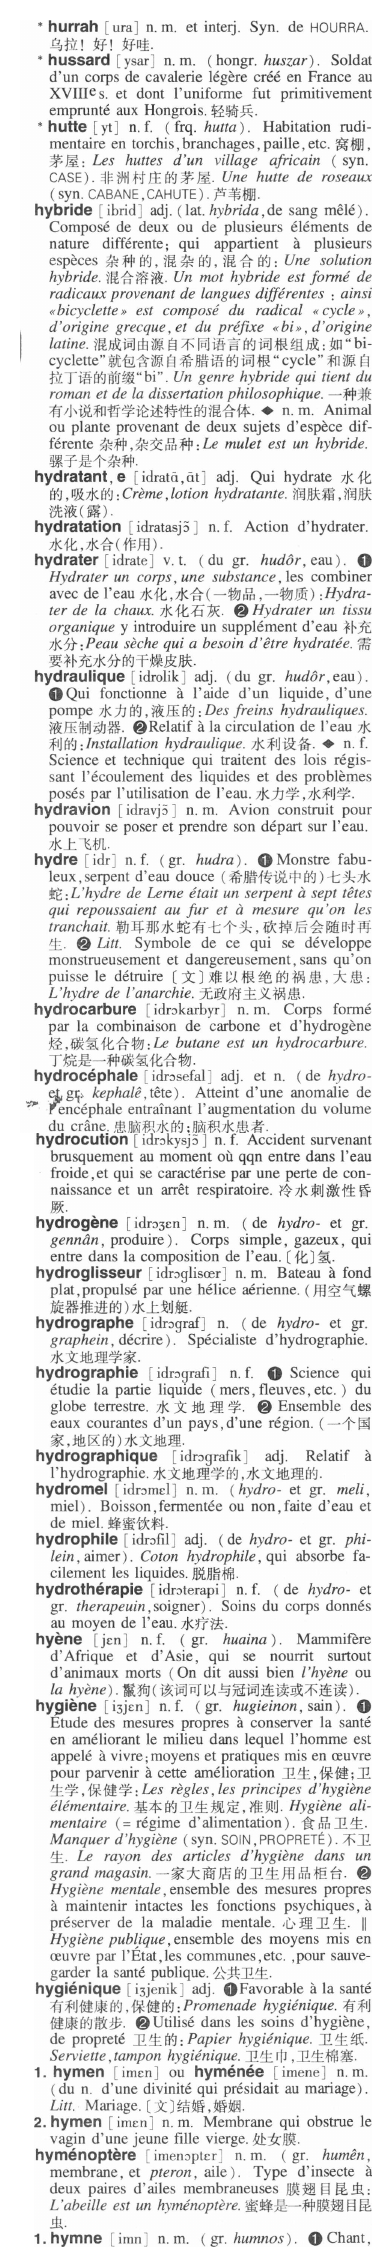 * hurrah [ura] n. m. et interj. Syn. de HOURRA.
乌拉! 好! 好哇.
* hussard [ysar] n. m. (hongr. huszar). Soldat
d'un corps de cavalerie légère créé en France au
XVIIIe s. et dont l'uniforme fut primitivement
emprunté aux Hongrois. 轻骑兵.
* hutte [yt] n. f. (frq. hutta). Habitation rudi-
mentaire en torchis, branchages, paille, etc. 窝棚,
茅屋: Les huttes d'un village africain (syn.
CASE). 非洲村庄的茅屋. Une hutte de roseaux
(syn. CABANE, CAHUTE). 芦苇棚.
hybride [ibrid] adj. (lat. hybrida, de sang mêlé).
Composé de deux ou de plusieurs éléments de
nature différente; qui appartient à plusieurs
espèces 杂种的, 混杂的, 混合的: Une solution
hybride. 混合溶液. Un mot hybride est formé de
radicaux provenant de langues différentes : ainsi
«bicyclette» est composé du radical «cycle»,
d'origine grecque, et du préfixe «bi», d'origine
latine. 混成词由源自不同语言的词根组成: 如“bi-
cyclette”就包含源自希腊语的词根“cycle”和源自
拉丁语的前缀“bi”. Un genre hybride qui tient du
roman et de la dissertation philosophique. 一种兼
有小说和哲学论述特性的混合体. ◆ n. m. Animal
ou plante provenant de deux sujets d'espèce dif-
férente 杂种, 杂交品种: Le mulet est un hybride.
骡子是个杂种.
hydratant, e [idratɑ̃, ɑ̃t] adj. Qui hydrate 水化
的, 吸水的: Crème, lotion hydratante. 润肤霜, 润肤
洗液(露).
hydratation [idratasjɔ̃] n. f. Action d'hydrater.
水化, 水合(作用).
hydrater [idrate] v. t. (du gr. hudôr, eau). ❶
Hydrater un corps, une substance, les combiner
avec de l'eau 水化, 水合(一物品, 一物质): Hydra-
ter de la chaux. 水化石灰. ❷ Hydrater un tissu
organique y introduire un supplément d'eau 补充
水分: Peau sèche qui a besoin d'être hydratée. 需
要补充水分的干燥皮肤.
hydraulique [idrolik] adj. (du gr. hudôr, eau).
❶ Qui fonctionne à l'aide d'un liquide, d'une
pompe 水力的, 液压的: Des freins hydrauliques.
液压制动器. ❷ Relatif à la circulation de l'eau 水
利的: Installation hydraulique. 水利设备. ◆ n. f.
Science et technique qui traitent des lois régis-
sant l'écoulement des liquides et des problèmes
posés par l'utilisation de l'eau. 水力学, 水利学.
hydravion [idravjɔ̃] n. m. Avion construit pour
pouvoir se poser et prendre son départ sur l'eau.
水上飞机.
hydre [idr] n. f. (gr. hudra). ❶ Monstre fabu-
leux, serpent d'eau douce (希腊传说中的)七头水
蛇: L'hydre de Lerne était un serpent à sept têtes
qui repoussaient au fur et à mesure qu'on les
tranchait. 勒耳那水蛇有七个头, 砍掉后会随时再
生. ❷ Litt. Symbole de ce qui se développe
monstrueusement et dangereusement, sans qu'on
puisse le détruire 〔文〕难以根绝的祸患, 大患:
L'hydre de l'anarchie. 无政府主义祸患.
hydrocarbure [idrɔkarbyr] n. m. Corps formé
par la combinaison de carbone et d'hydrogène
烃, 碳氢化合物: Le butane est un hydrocarbure.
丁烷是一种碳氢化合物.
hydrocéphale [idrɔsefal] adj. et n. (de hydro-
et gr. kephalê, tête). Atteint d'une anomalie de
l'encéphale entraînant l'augmentation du volume
du crâne. 患脑积水的; 脑积水患者.
hydrocution [idrɔkysjɔ̃] n. f. Accident survenant
brusquement au moment où qqn entre dans l'eau
froide, et qui se caractérise par une perte de con-
naissance et un arrêt respiratoire. 冷水刺激性昏
厥.
hydrogène [idrɔʒɛn] n. m. (de hydro- et gr.
gennân, produire). Corps simple, gazeux, qui
entre dans la composition de l'eau. 〔化〕氢.
hydroglisseur [idrɔglisœr] n. m. Bateau à fond
plat, propulsé par une hélice aérienne. (用空气螺
旋器推进的)水上划艇.
hydrographe [idrɔgraf] n. (de hydro- et gr.
graphein, décrire). Spécialiste d'hydrographie.
水文地理学家.
hydrographie [idrɔgrafi] n. f. ❶ Science qui
étudie la partie liquide (mers, fleuves, etc.) du
globe terrestre. 水文地理学. ❷ Ensemble des
eaux courantes d'un pays, d'une région. (一个国
家, 地区的)水文地理.
hydrographique [idrɔgrafik] adj. Relatif à
l'hydrographie. 水文地理学的, 水文地理的.
hydromel [idrɔmɛl] n. m. (hydro- et gr. meli,
miel). Boisson, fermentée ou non, faite d'eau et
de miel. 蜂蜜饮料.
hydrophile [idrɔfil] adj. (de hydro- et gr. phi-
lein, aimer). Coton hydrophile, qui absorbe fa-
cilement les liquides. 脱脂棉.
hydrothérapie [idrɔterapi] n. f. (de hydro- et
gr. therapeuin, soigner). Soins du corps donnés
au moyen de l'eau. 水疗法.
hyène [jɛn] n. f. (gr. huaina). Mammifère
d'Afrique et d'Asie, qui se nourrit surtout
d'animaux morts (On dit aussi bien l'hyène ou
la hyène). 鬣狗(该词可以与冠词连读或不连读).
hygiène [iʒjɛn] n. f. (gr. hugieinon, sain). ❶
Étude des mesures propres à conserver la santé
en améliorant le milieu dans lequel l'homme est
appelé à vivre; moyens et pratiques mis en œuvre
pour parvenir à cette amélioration 卫生, 保健; 卫
生学, 保健学: Les règles, les principes d'hygiène
élémentaire. 基本的卫生规定, 准则. Hygiène ali-
mentaire (= régime d'alimentation). 食品卫生.
Manquer d'hygiène (syn. SOIN, PROPRETÉ). 不卫
生. Le rayon des articles d'hygiène dans un
grand magasin. 一家大商店的卫生用品柜台. ❷
Hygiène mentale, ensemble des mesures propres
à maintenir intactes les fonctions psychiques, à
préserver de la maladie mentale. 心理卫生. ‖
Hygiène publique, ensemble des moyens mis en
œuvre par l'État, les communes, etc. , pour sauve-
garder la santé publique. 公共卫生.
hygiénique [iʒjenik] adj. ❶ Favorable à la santé
有利健康的, 保健的: Promenade hygiénique. 有利
健康的散步. ❷ Utilisé dans les soins d'hygiène,
de propreté 卫生的: Papier hygiénique. 卫生纸.
Serviette, tampon hygiénique. 卫生巾, 卫生棉塞.
1. hymen [imɛn] ou hyménée [imene] n. m.
(du n. d'une divinité qui présidait au mariage).
Litt. Mariage. 〔文〕结婚, 婚姻.
2. hymen [imɛn] n. m. Membrane qui obstrue le
vagin d'une jeune fille vierge. 处女膜.
hyménoptère [imenɔptɛr] n. m. (gr. humên,
membrane, et pteron, aile). Type d'insecte à
deux paires d'ailes membraneuses 膜翅目昆虫:
L'abeille est un hyménoptère. 蜜蜂是一种膜翅目昆
虫.
1. hymne [imn] n. m. (gr. humnos). ❶ Chant,